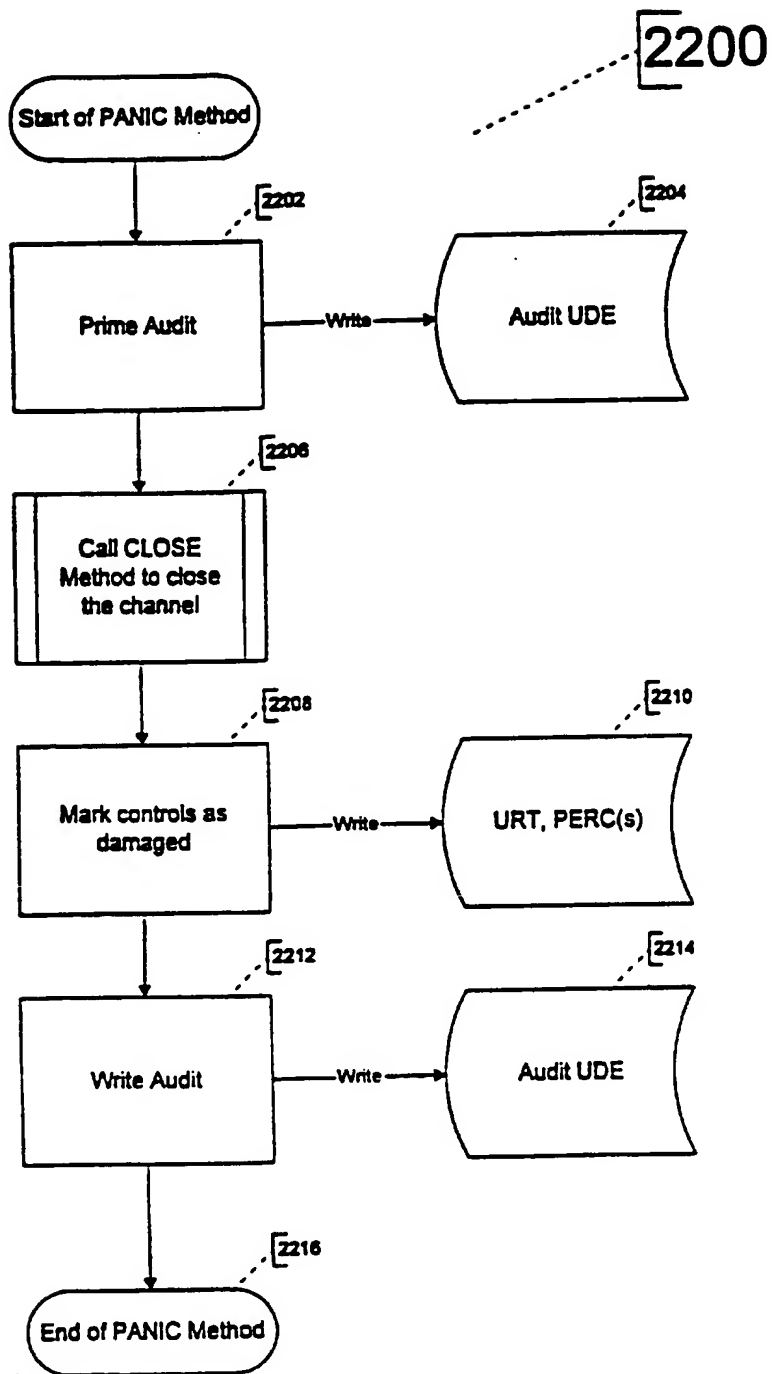 2200
Start of PANIC Method
2202
2204
Prime Audit
Write
Audit UDE
2206
Call CLOSE
Method to close
the channel
2208
2210
Mark controls as
damaged
Write
URT, PERC(s)
2212
2214
Write Audit
Write
Audit UDE
2216
End of PANIC Method